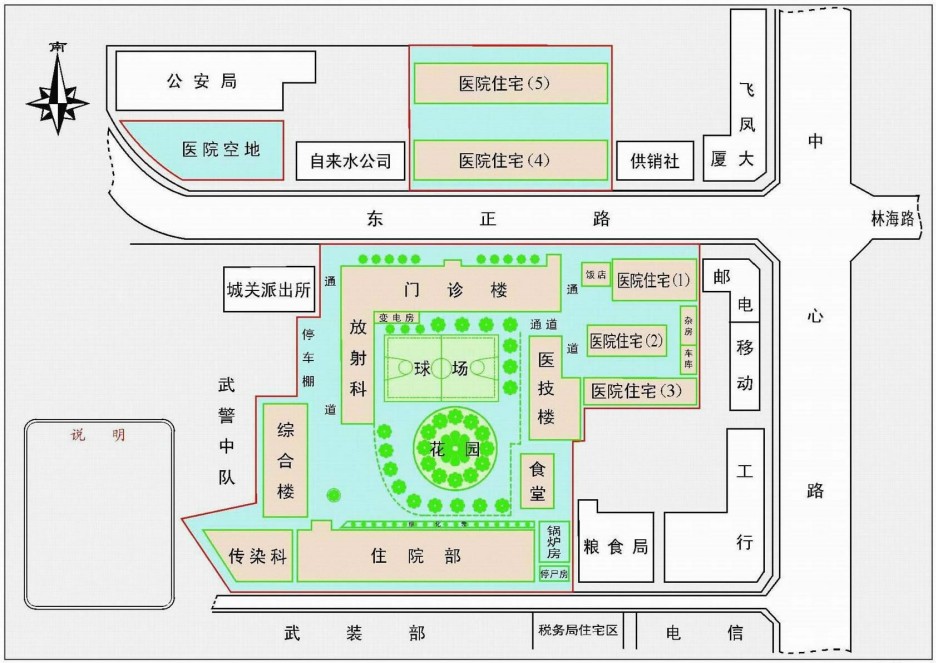 南
公安局
医院空地
自来水公司
医院住宅(5)
医院住宅(4)
供销社
飞凤大厦
东正路
中心路
林海路
城关派出所
通道
停车棚
武警中队
门诊楼
放射科
变电房
球场
花园
通道
通道
饭店
医院住宅(1)
医院住宅(2)
医院住宅(3)
杂房
车库
邮电
移动
医技楼
综合楼
食堂
工行
说明
传染科
住院部
锅炉房
停尸房
粮食局
武装部
税务局住宅区
电信